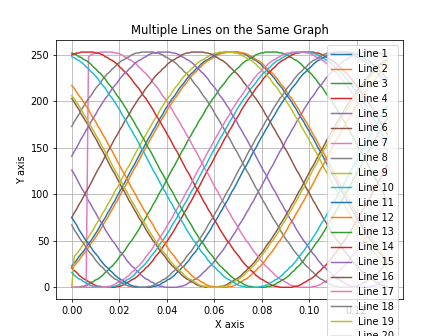 Multiple Lines on the Same Graph
250
200
150
100
50
0
Y axis
0.00
0.02
0.04
0.06
0.08
0.10
X axis
Line 1
Line 2
Line 3
Line 4
Line 5
Line 6
Line 7
Line 8
Line 9
Line 10
Line 11
Line 12
Line 13
Line 14
Line 15
Line 16
Line 17
Line 18
Line 19
Line 20